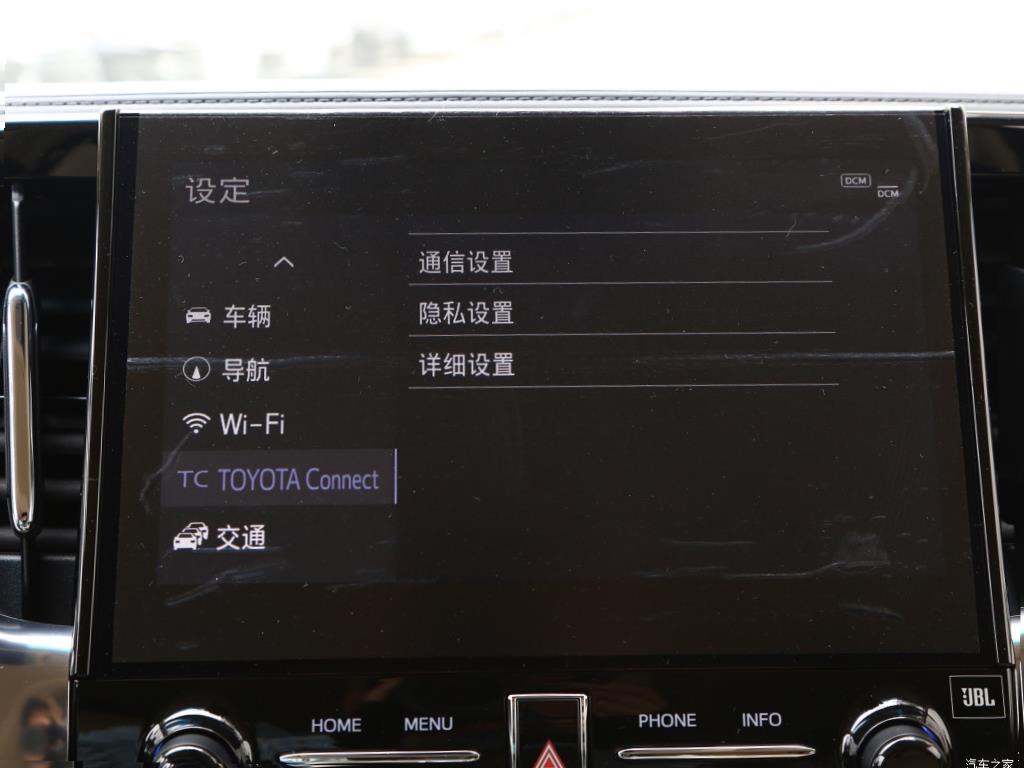 设定
DCM
DCM
通信设置
隐私设置
详细设置
车辆
导航
Wi-Fi
TC TOYOTA Connect
交通
HOME
MENU
PHONE
INFO
JBL
汽车之家